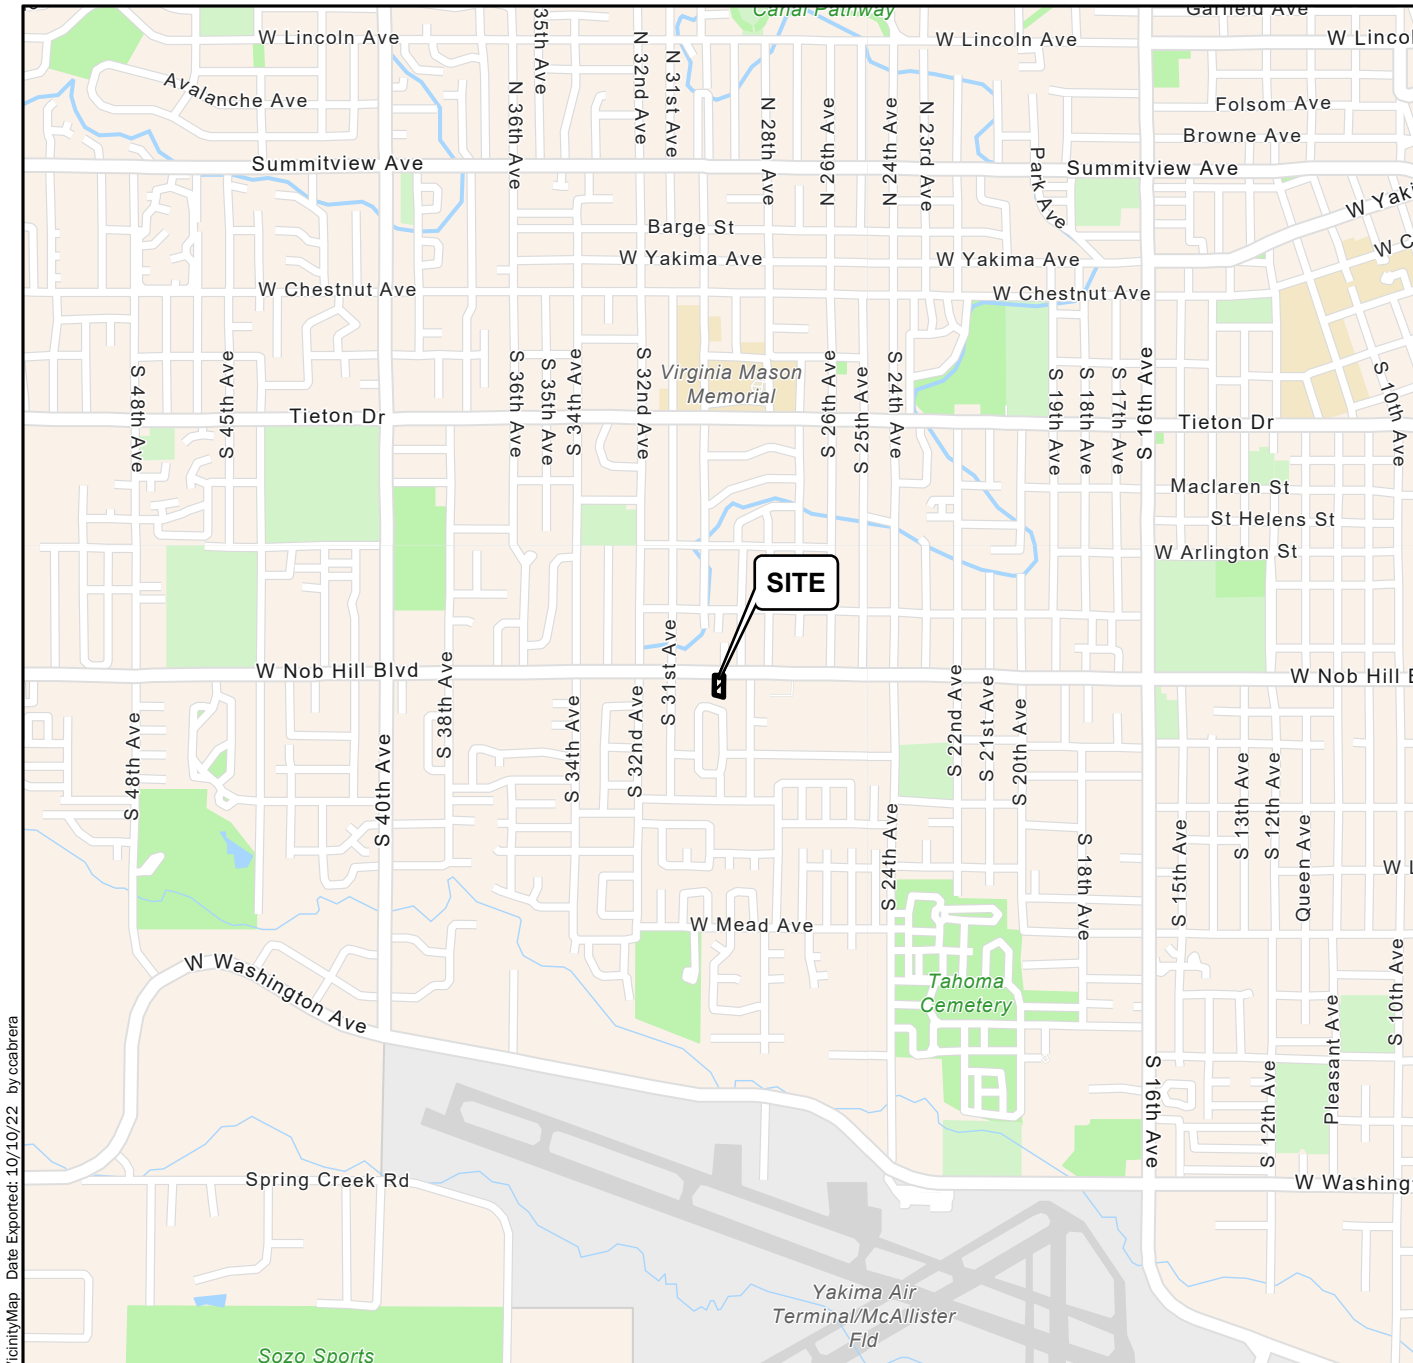 Canal Pathway
Garfield Ave
W Lincoln Ave
W Lincoln Ave
W Lincol
35th Ave
N 32nd Ave
N 31st Ave
N 36th Ave
Avalanche Ave
N 28th Ave
N 26th Ave
N 24th Ave
N 23rd Ave
Folsom Ave
Browne Ave
Park Ave
Summitview Ave
Summitview Ave
W Yaki
Barge St
W Yakima Ave
W Yakima Ave
W C
W Chestnut Ave
W Chestnut Ave
S 48th Ave
S 45th Ave
S 36th Ave
S 35th Ave
S 34th Ave
S 32nd Ave
Virginia Mason
Memorial
S 26th Ave
S 25th Ave
S 24th Ave
S 19th Ave
S 18th Ave
S 17th Ave
S 16th Ave
S 10th Ave
Tieton Dr
Tieton Dr
Maclaren St
St Helens St
W Arlington St
SITE
W Nob Hill Blvd
W Nob Hill B
S 38th Ave
S 31st Ave
S 34th Ave
S 32nd Ave
S 22nd Ave
S 21st Ave
S 20th Ave
S 48th Ave
S 40th Ave
S 24th Ave
S 18th Ave
S 15th Ave
S 13th Ave
S 12th Ave
Queen Ave
W L
W Mead Ave
W Washington Ave
Tahoma
Cemetery
S 10th Ave
Pleasant Ave
S 16th Ave
S 12th Ave
Spring Creek Rd
W Washing
Yakima Air
Terminal/McAllister
Fld
Sozo Sports
VicinityMap Date Exported: 10/10/22 by ccabrera